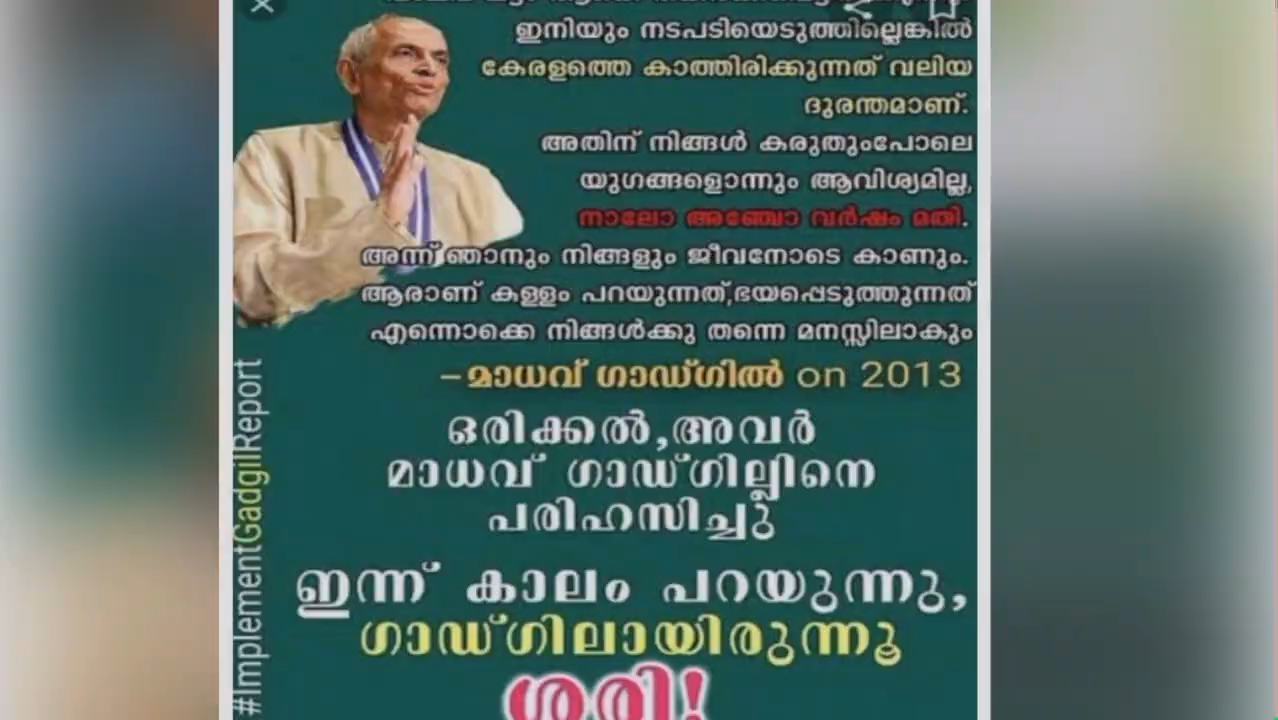 ഇനിയും നടപടിയെടുത്തില്ലെങ്കിൽ
കേരളത്തെ കാത്തിരിക്കുന്നത് വലിയ
ദുരന്തമാണ്.
അതിന് നിങ്ങൾ കരുതുംപോലെ
യുഗങ്ങളൊന്നും ആവിശ്യമില്ല,
നാലോ അഞ്ചോ വർഷം മതി.
അന്ന് ഞാനും നിങ്ങളും ജീവനോടെ കാണും.
ആരാണ് കള്ളം പറയുന്നത്,ഭയപ്പെടുത്തുന്നത്
എന്നൊക്കെ നിങ്ങൾക്കു തന്നെ മനസ്സിലാകും
–മാധവ് ഗാഡ്ഗിൽ on 2013
ഒരിക്കൽ,അവർ
മാധവ് ഗാഡ്ഗില്ലിനെ
പരിഹസിച്ചു
ഇന്ന് കാലം പറയുന്നു,
ഗാഡ്ഗിലായിരുന്നൂ
ശരി!
#ImplementGadgilReport